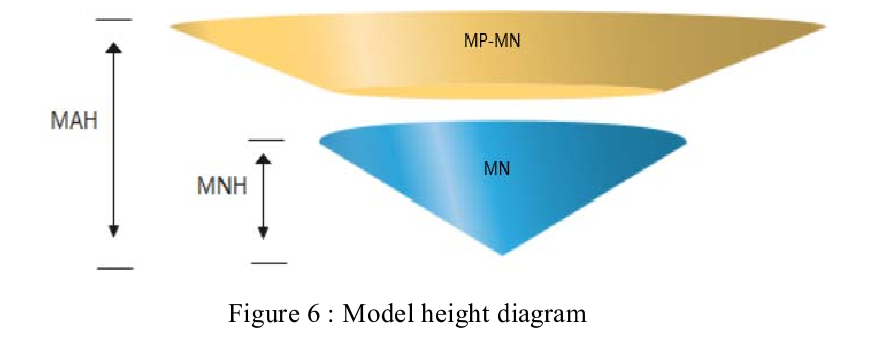 MP-MN
MAH
MN
MNH
Figure 6 : Model height diagram